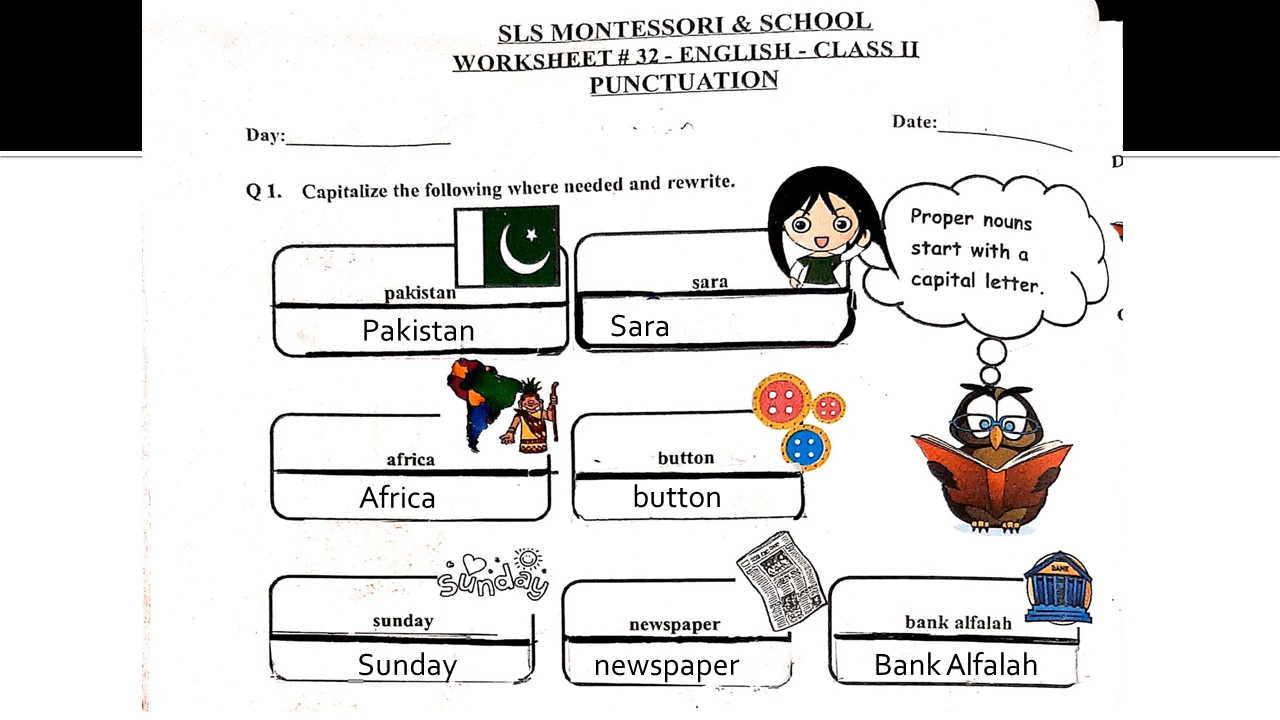 SLS MONTESSORI & SCHOOL
WORKSHEET # 32 - ENGLISH - CLASS II
PUNCTUATION
Day:
Date:
Q 1. Capitalize the following where needed and rewrite.
Proper nouns
start with a
capital letter.
pakistan
Pakistan
sara
Sara
africa
Africa
button
button
sunday
sunday
Sunday
newspaper
newspaper
BANK
bank alfalah
Bank Alfalah